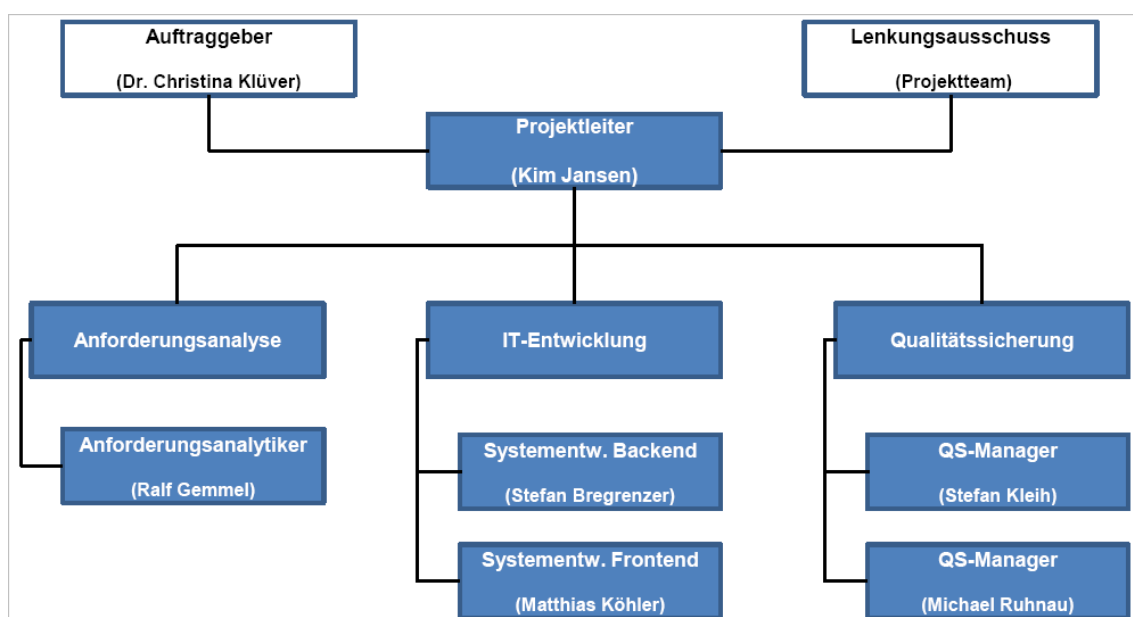 Auftraggeber
(Dr. Christina Klüver)
Lenkungsausschuss
(Projektteam)
Projektleiter
(Kim Jansen)
Anforderungsanalyse
IT-Entwicklung
Qualitätssicherung
Anforderungsanalytiker
(Ralf Gemmel)
Systementw. Backend
(Stefan Bregrenzer)
QS-Manager
(Stefan Kleih)
Systementw. Frontend
(Matthias Köhler)
QS-Manager
(Michael Ruhnau)